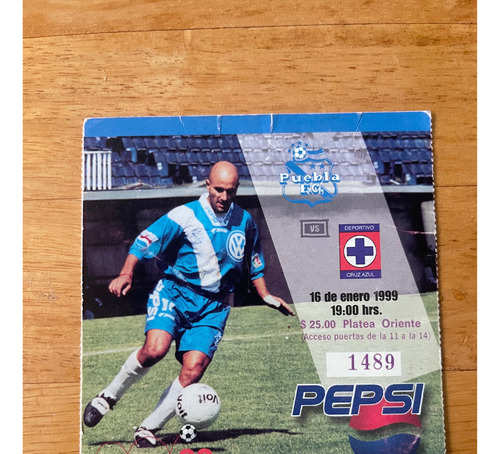 Puebla
F.C.
VS
DEPORTIVO
CRUZ AZUL
16 de enero 1999
19:00 hrs.
$ 25.00 Platea Oriente
(Acceso puertas de la 11 a la 14)
1489
PEPSI
Voit